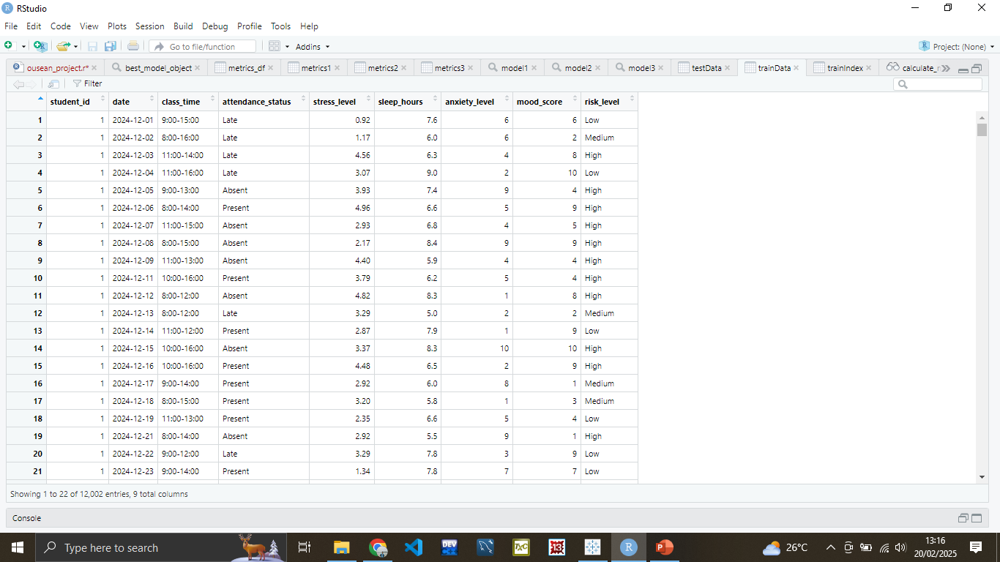 RStudio
File Edit Code View Plots Session Build Debug Profile Tools Help
Go to file/function Addins Project: (None)
ousean_project.r* best_model_object metrics_df metrics1 metrics2 metrics3 model1 model2 model3 testData trainData trainIndex calculate_
Filter
student_id date class_time attendance_status stress_level sleep_hours anxiety_level mood_score risk_level
1 1 2024-12-01 9:00-15:00 Late 0.92 7.6 6 6 Low
2 1 2024-12-02 8:00-16:00 Late 1.17 6.0 6 2 Medium
3 1 2024-12-03 11:00-14:00 Late 4.56 6.3 4 8 High
4 1 2024-12-04 11:00-16:00 Late 3.07 9.0 2 10 Low
5 1 2024-12-05 9:00-13:00 Absent 3.93 7.4 9 4 High
6 1 2024-12-06 8:00-14:00 Present 4.96 6.6 5 9 High
7 1 2024-12-07 11:00-15:00 Absent 2.93 6.8 4 5 High
8 1 2024-12-08 8:00-15:00 Absent 2.17 8.4 9 9 High
9 1 2024-12-09 11:00-13:00 Absent 4.40 5.9 4 4 High
10 1 2024-12-11 10:00-16:00 Present 3.79 6.2 5 4 High
11 1 2024-12-12 8:00-12:00 Absent 4.82 8.3 1 8 High
12 1 2024-12-13 8:00-12:00 Late 3.29 5.0 2 2 Medium
13 1 2024-12-14 11:00-12:00 Present 2.87 7.9 1 9 Low
14 1 2024-12-15 10:00-16:00 Absent 3.37 8.3 10 10 High
15 1 2024-12-16 10:00-16:00 Present 4.48 6.5 2 9 High
16 1 2024-12-17 9:00-14:00 Present 2.92 6.0 8 1 Medium
17 1 2024-12-18 8:00-15:00 Present 3.20 5.8 1 3 Medium
18 1 2024-12-19 11:00-13:00 Present 2.35 6.6 5 4 Low
19 1 2024-12-21 8:00-14:00 Absent 2.92 5.5 9 1 High
20 1 2024-12-22 9:00-12:00 Late 3.29 7.8 3 9 Low
21 1 2024-12-23 9:00-14:00 Present 1.34 7.8 7 7 Low
Showing 1 to 22 of 12,002 entries, 9 total columns
Console
Type here to search DEV TxC 13 R P 26°C 13:16
20/02/2025